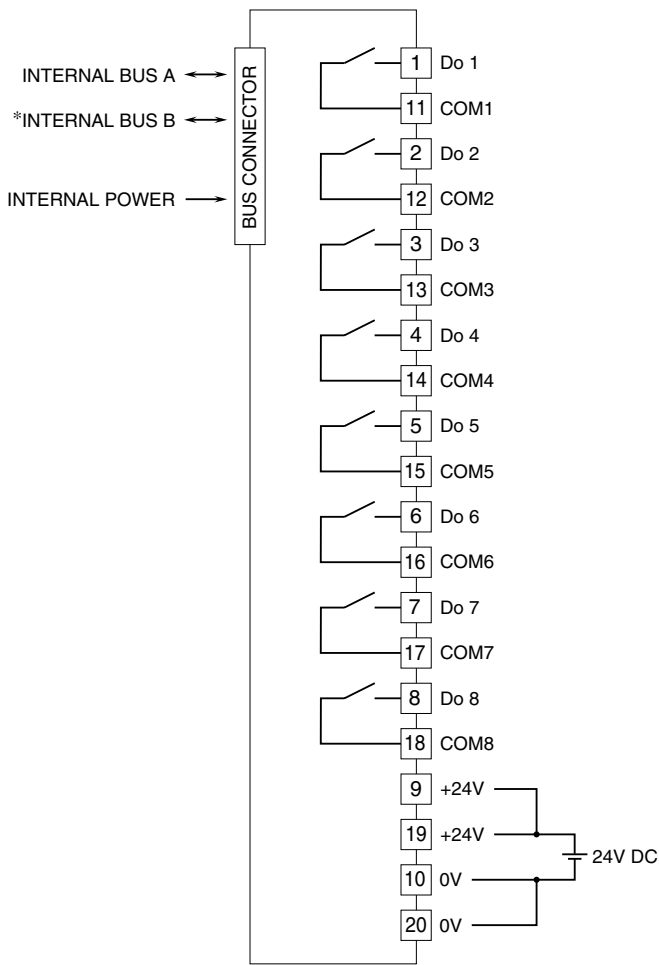 INTERNAL BUS A
*INTERNAL BUS B
INTERNAL POWER
BUS CONNECTOR
1 Do 1
11 COM1
2 Do 2
12 COM2
3 Do 3
13 COM3
4 Do 4
14 COM4
5 Do 5
15 COM5
6 Do 6
16 COM6
7 Do 7
17 COM7
8 Do 8
18 COM8
9 +24V
19 +24V
24V DC
10 0V
20 0V